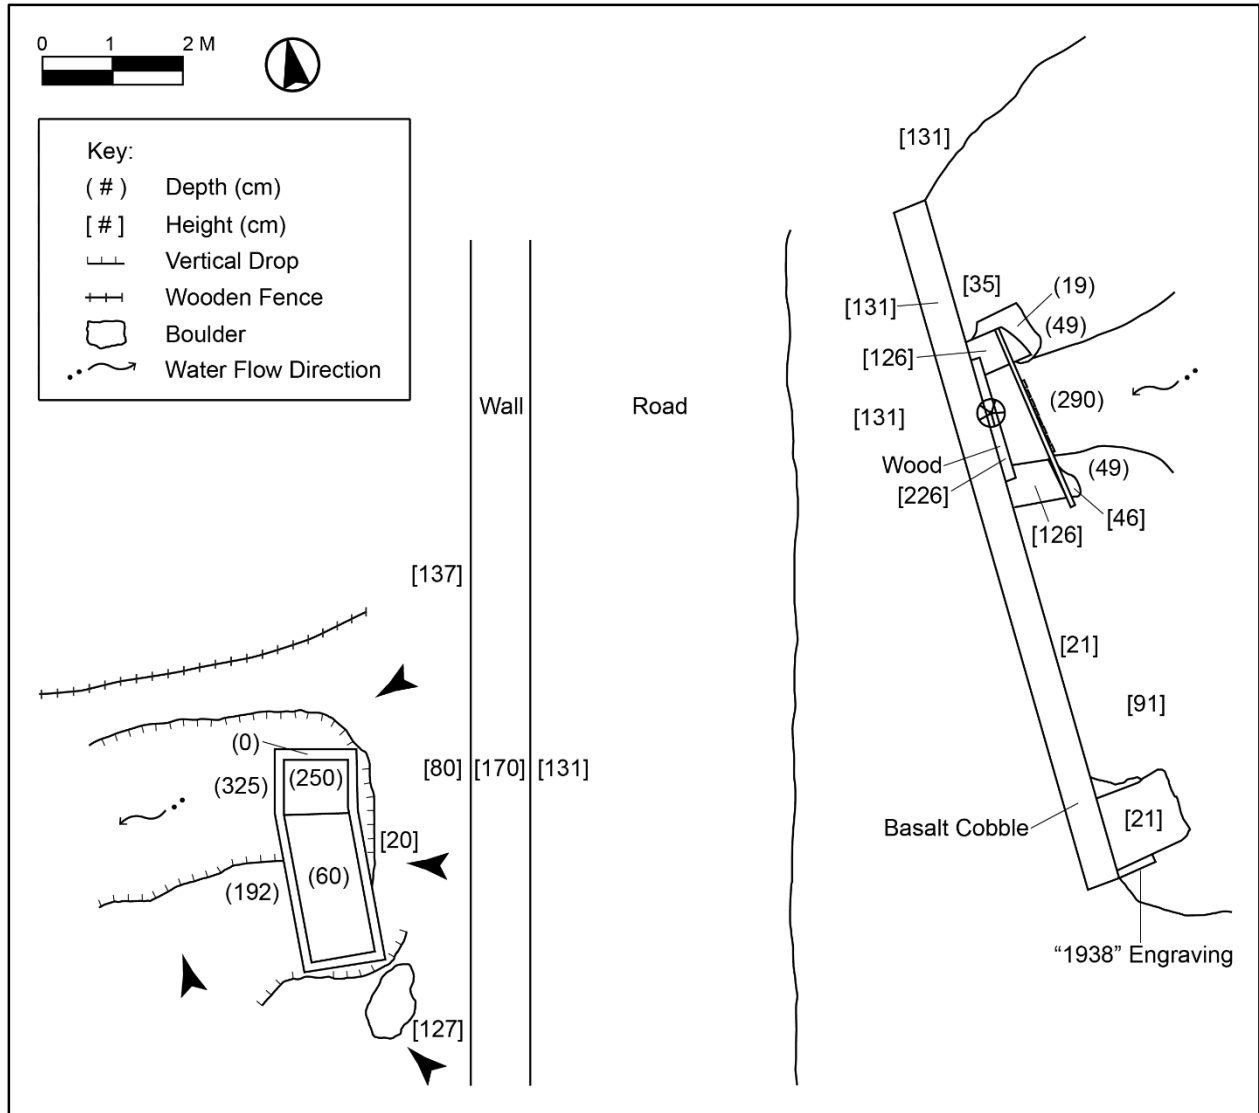 0 1 2 M
Key:
( # ) Depth (cm)
[ # ] Height (cm)
Vertical Drop
Wooden Fence
Boulder
Water Flow Direction
[131]
[35]
(19)
[131]
(49)
[126]
(290)
Wall
Road
[131]
Wood
(49)
[226]
[46]
[126]
[137]
[21]
[91]
(0)
(325)
(250)
[80]
[170]
[131]
[20]
Basalt Cobble
[21]
(60)
(192)
"1938" Engraving
[127]